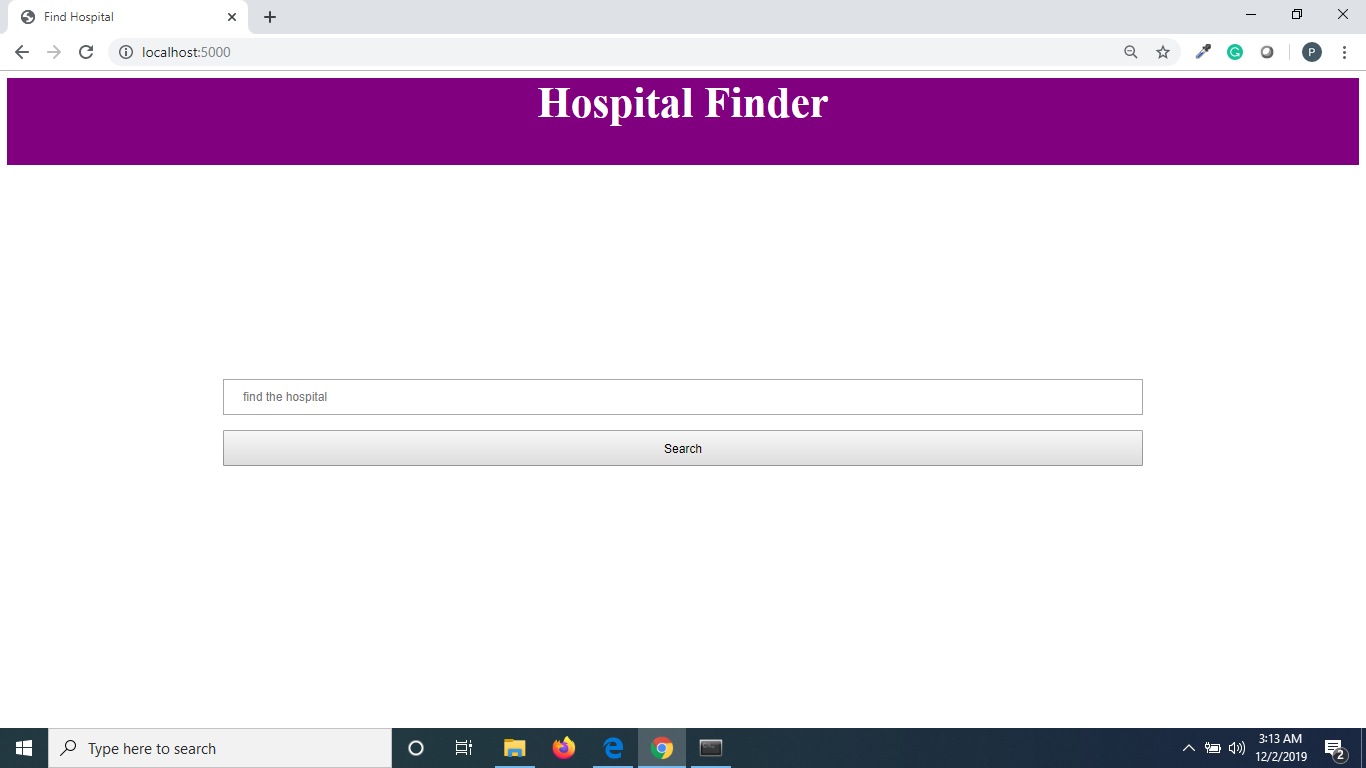 Find Hospital
localhost:5000
P
Hospital Finder
find the hospital
Search
Type here to search
3:13 AM
12/2/2019
2